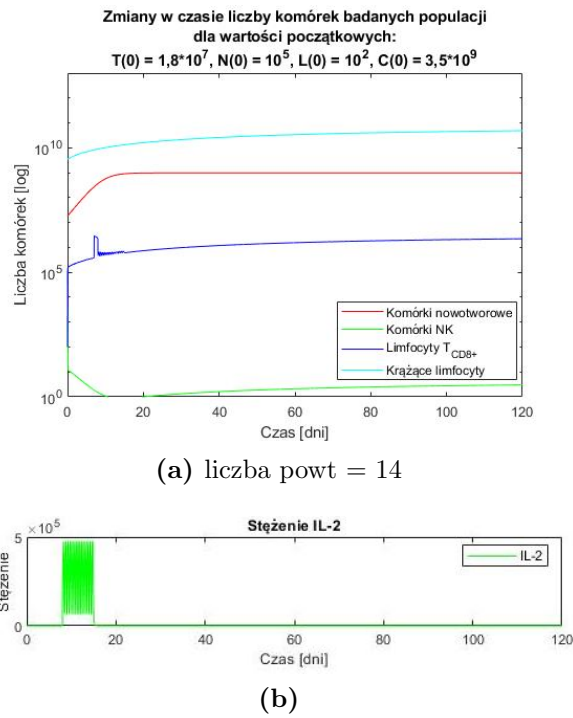 Zmiany w czasie liczby komórek badanych populacji
dla wartości początkowych:
T(0) = 1,8*10^7, N(0) = 10^5, L(0) = 10^2, C(0) = 3,5*10^9
Liczba komórek [log]
10^10
10^5
10^0
0 20 40 60 80 100 120
Czas [dni]
Komórki nowotworowe
Komórki NK
Limfocyty T_CD8+
Krążące limfocyty
(a) liczba powt = 14
×10^5
Stężenie IL-2
Stężenie
5
0
IL-2
0 20 40 60 80 100 120
Czas [dni]
(b)